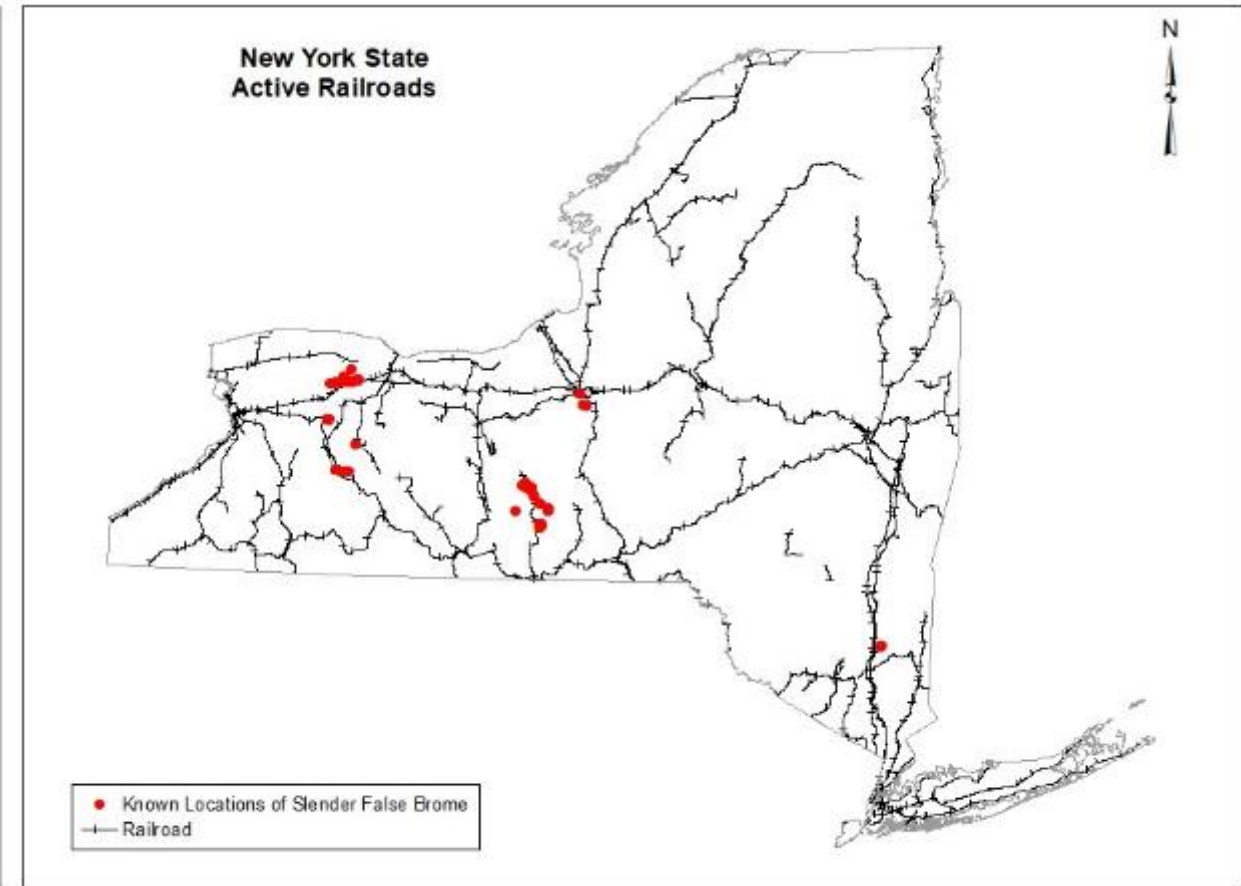 New York State
Active Railroads
N
Known Locations of Slender False Brome
Railroad